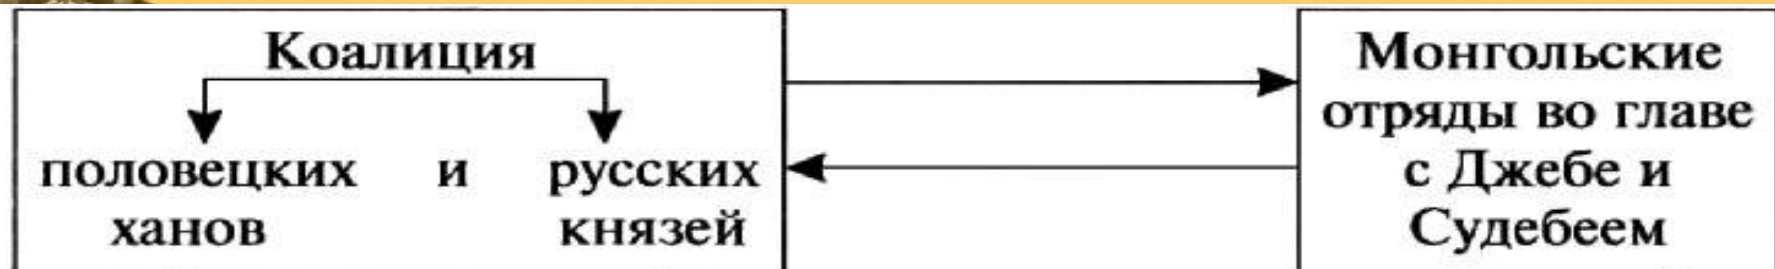 Коалиция
половецких и русских
ханов князей
Монгольские
отряды во главе
с Джебе и
Судебеем